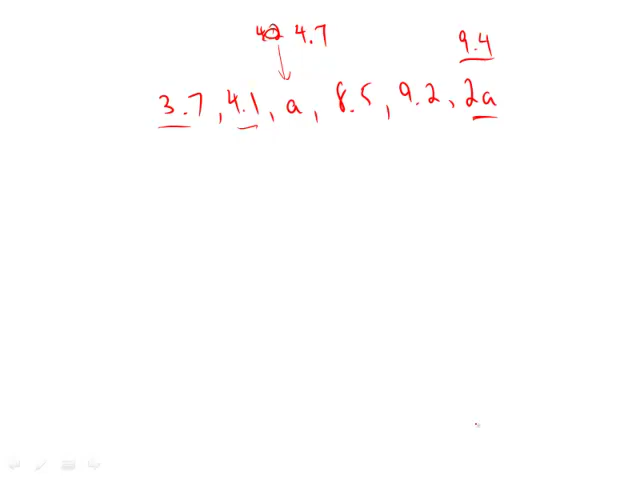 4.7 9.4
3.7, 4.1, a, 8.5, 9.2, 2a